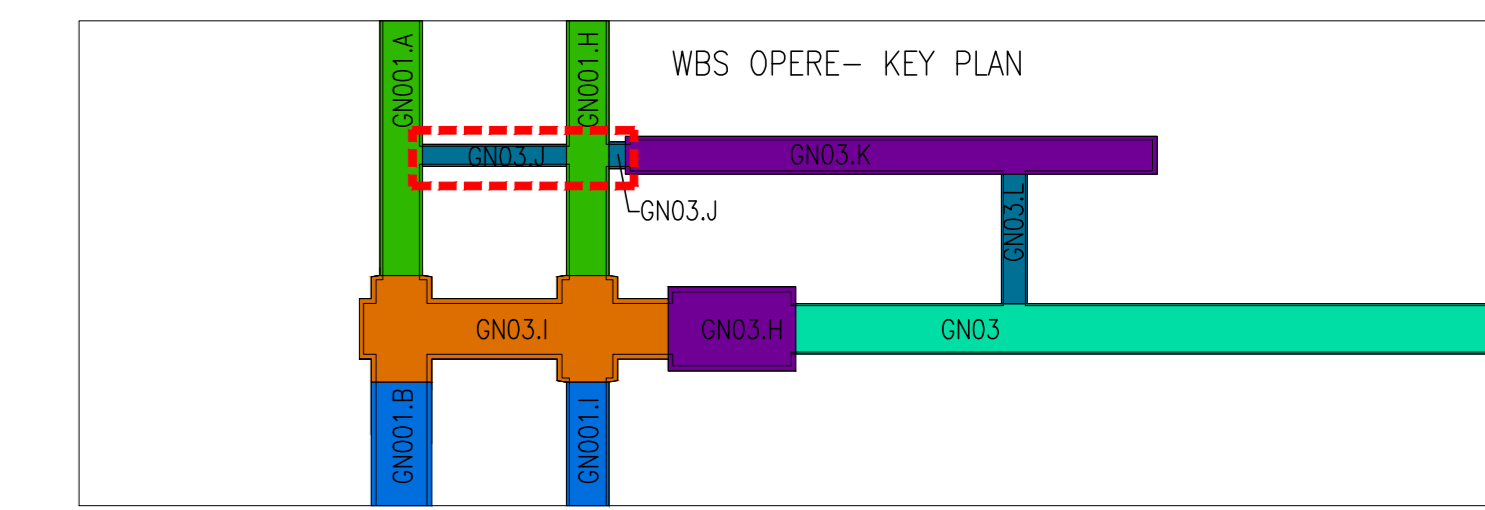 WBS OPERE- KEY PLAN
GN001.A
GN001.H
GN03.J
GN03.K
GN03.J
GN03.L
GN03.I
GN03.H
GN03
GN001.B
GN001.I